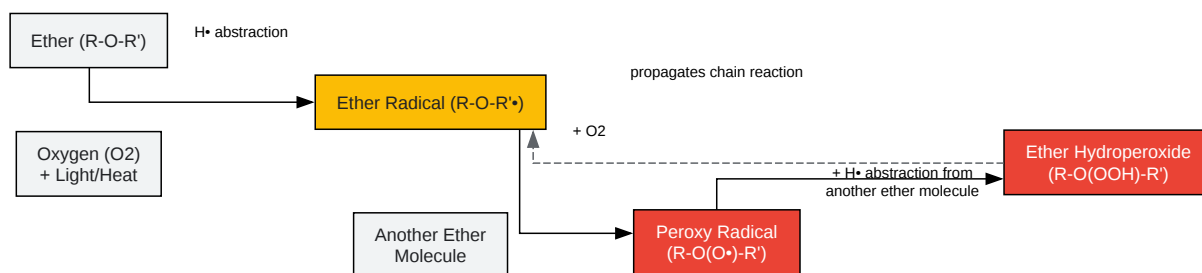 Ether (R-O-R')
H• abstraction
propagates chain reaction
Ether Radical (R-O-R'•)
+ O2
Oxygen (O2)
+ Light/Heat
Ether Hydroperoxide
(R-O(OOH)-R')
+ H• abstraction from
another ether molecule
Another Ether
Molecule
Peroxy Radical
(R-O(O•)-R')